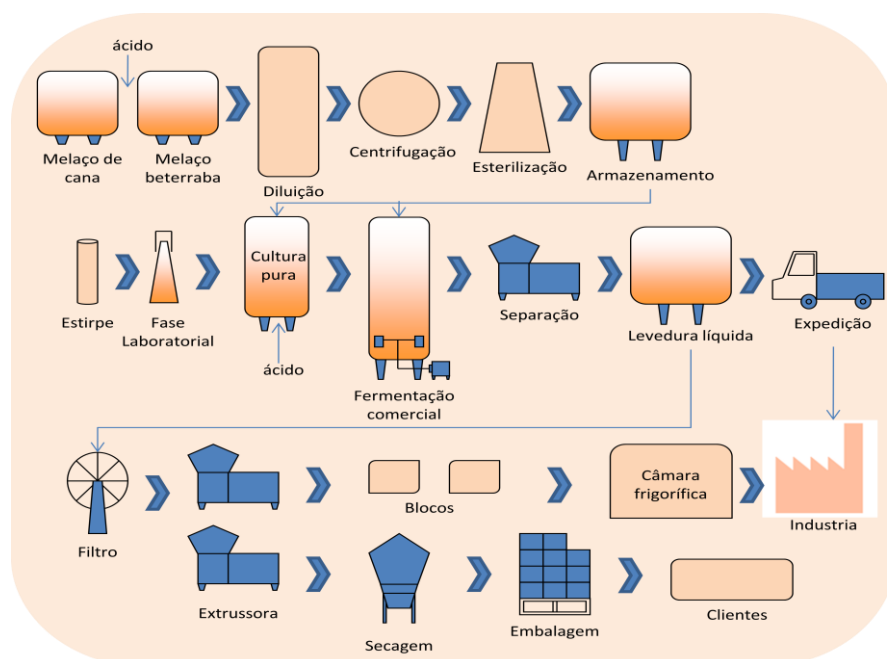 ácido
Melaço de
cana
Melaço
beterraba
Diluição
Centrifugação
Esterilização
Armazenamento
Estirpe
Fase
Laboratorial
Cultura
pura
ácido
Fermentação
comercial
Separação
Levedura líquida
Expedição
Filtro
Blocos
Câmara
frigorífica
Industria
Extrussora
Secagem
Embalagem
Clientes